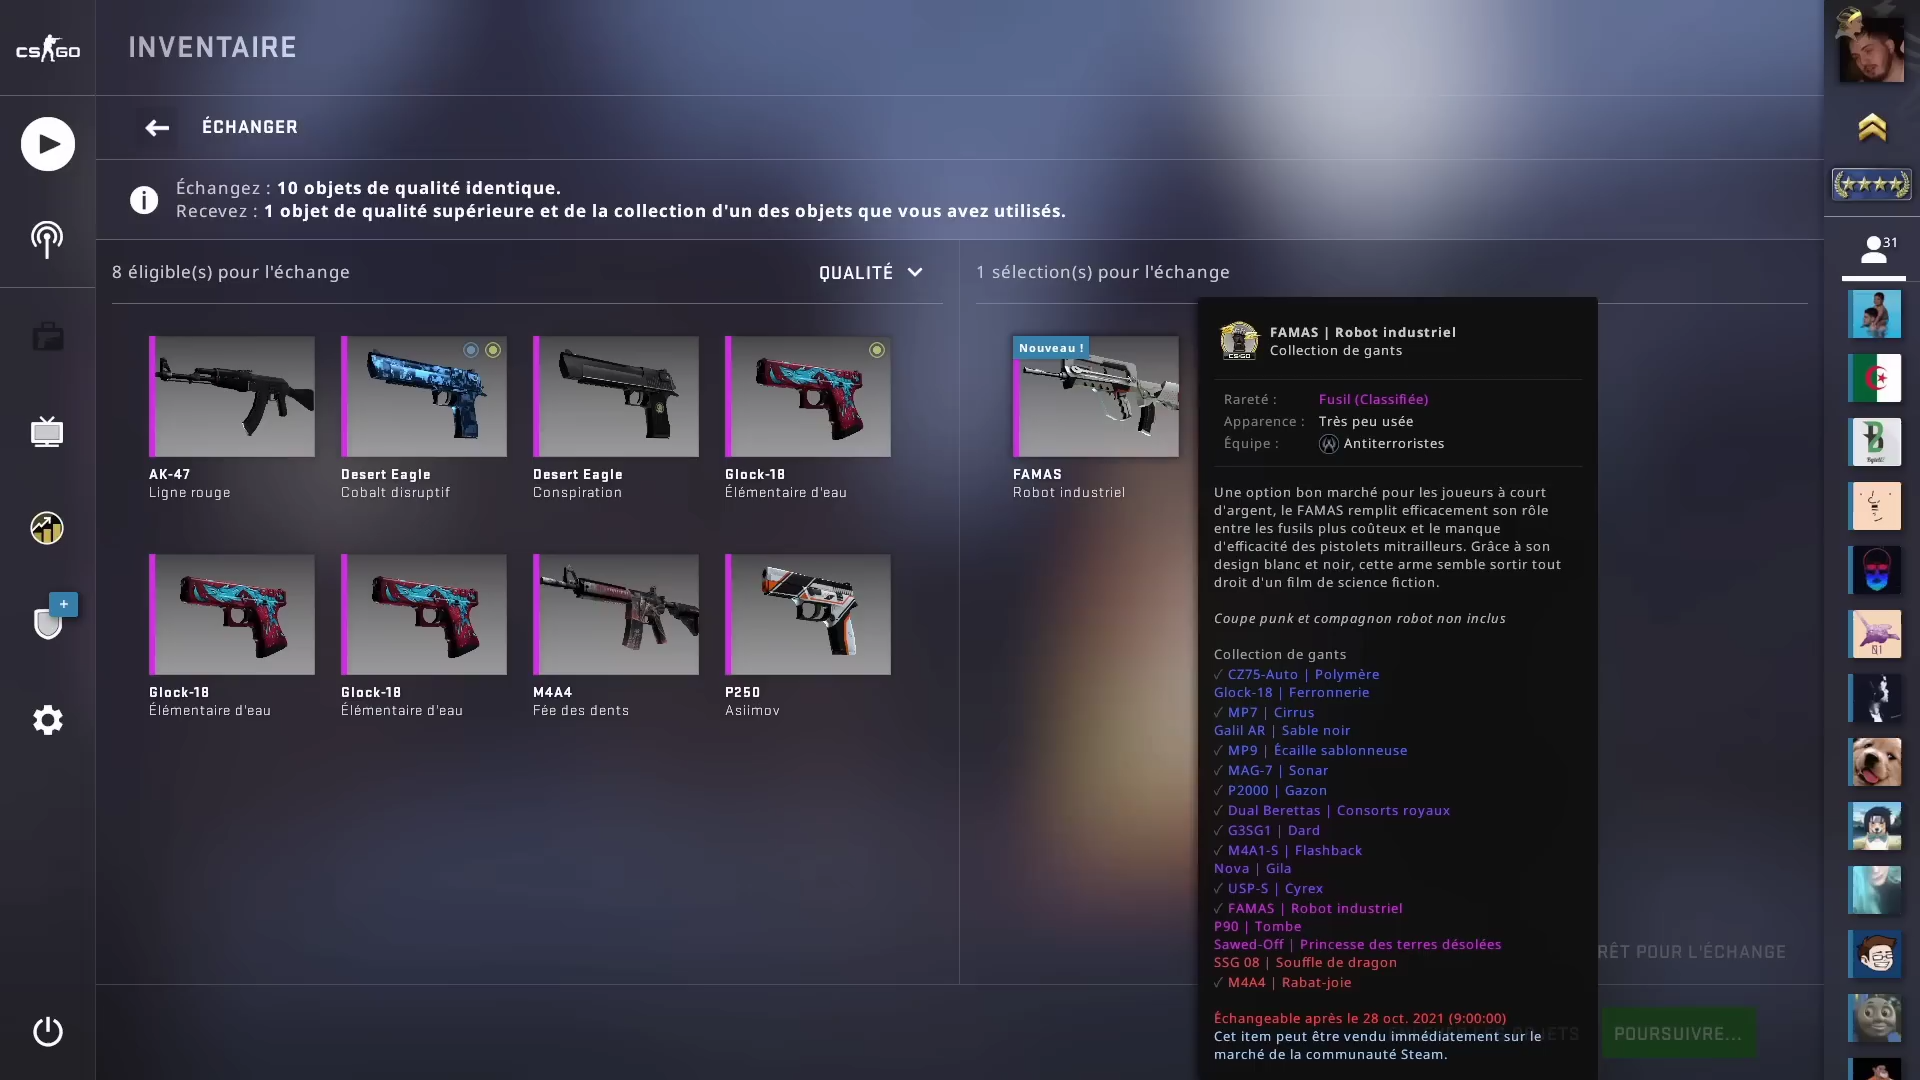 CS GO
INVENTAIRE
ÉCHANGER
Échangez : 10 objets de qualité identique.
Recevez : 1 objet de qualité supérieure et de la collection d'un des objets que vous avez utilisés.
31
8 éligible(s) pour l'échange
QUALITÉ
1 sélection(s) pour l'échange
AK-47
Ligne rouge
Desert Eagle
Cobalt disruptif
Desert Eagle
Conspiration
Glock-18
Élémentaire d'eau
Glock-18
Élémentaire d'eau
Glock-18
Élémentaire d'eau
M4A4
Fée des dents
P250
Asiimov
Nouveau !
FAMAS
Robot industriel
CS:GO
FAMAS | Robot industriel
Collection de gants
Rareté : Fusil (Classifiée)
Apparence : Très peu usée
Équipe : Antiterroristes
Une option bon marché pour les joueurs à court
d'argent, le FAMAS remplit efficacement son rôle
entre les fusils plus coûteux et le manque
d'efficacité des pistolets mitrailleurs. Grâce à son
design blanc et noir, cette arme semble sortir tout
droit d'un film de science fiction.
Coupe punk et compagnon robot non inclus
Collection de gants
✓ CZ75-Auto | Polymère
Glock-18 | Ferronnerie
✓ MP7 | Cirrus
Galil AR | Sable noir
✓ MP9 | Écaille sablonneuse
✓ MAG-7 | Sonar
✓ P2000 | Gazon
✓ Dual Berettas | Consorts royaux
✓ G3SG1 | Dard
✓ M4A1-S | Flashback
Nova | Gila
✓ USP-S | Cyrex
✓ FAMAS | Robot industriel
P90 | Tombe
Sawed-Off | Princesse des terres désolées
SSG 08 | Souffle de dragon
✓ M4A4 | Rabat-joie
Échangeable après le 28 oct. 2021 (9:00:00)
Cet item peut être vendu immédiatement sur le
marché de la communauté Steam.
RÊT POUR L'ÉCHANGE
POURSUIVRE...